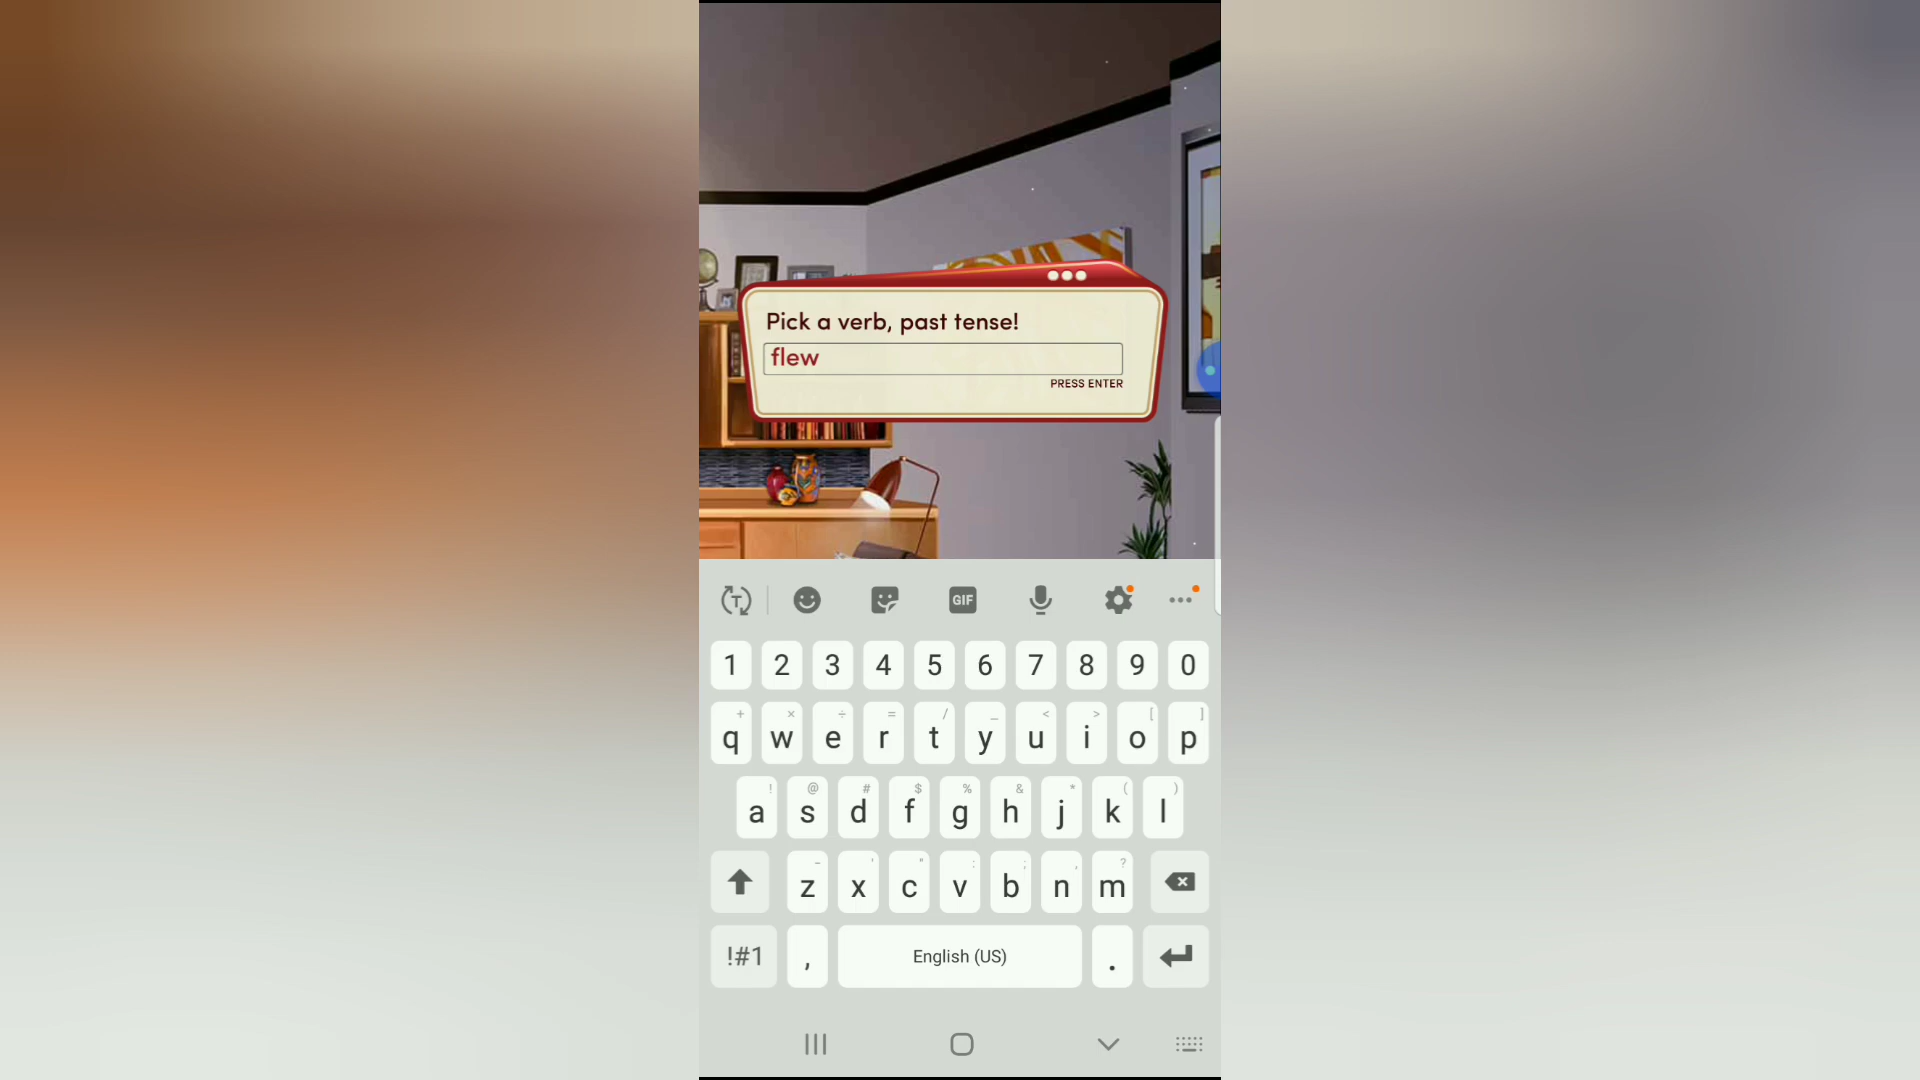 Pick a verb, past tense!
flew
PRESS ENTER
GIF
1 2 3 4 5 6 7 8 9 0
+ × ÷ = / _ < > [ ]
q w e r t y u i o p
! @ # $ % & * ( )
a s d f g h j k l
- ' " : ; , ?
z x c v b n m
!#1 , English (US) .